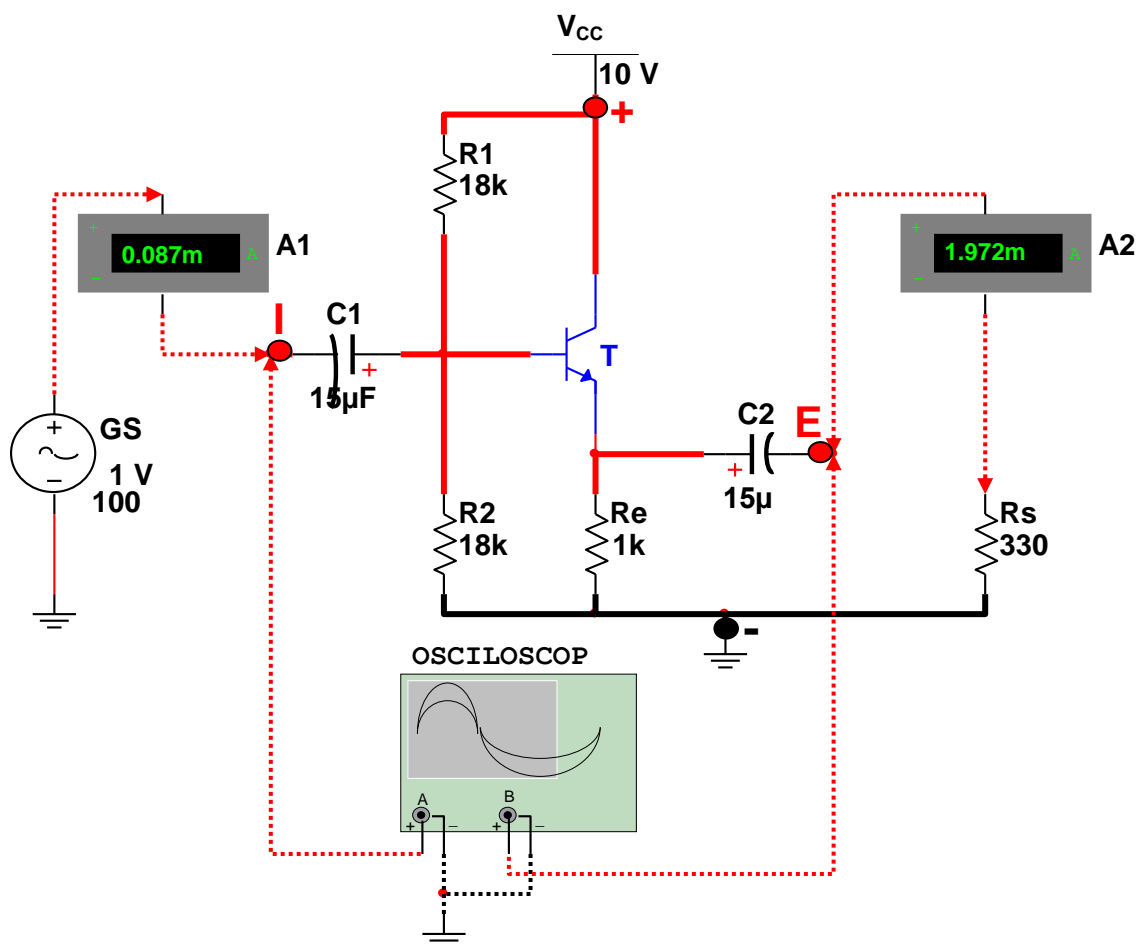 VCC
10 V
+
R1
18k
+
0.087m A
−
A1
+
1.972m A
−
A2
I
C1
+
15µF
T
GS
+
−
1 V
100
C2
E
+
15µ
R2
18k
Re
1k
Rs
330
-
OSCILOSCOP
A
B
+ −
+ −